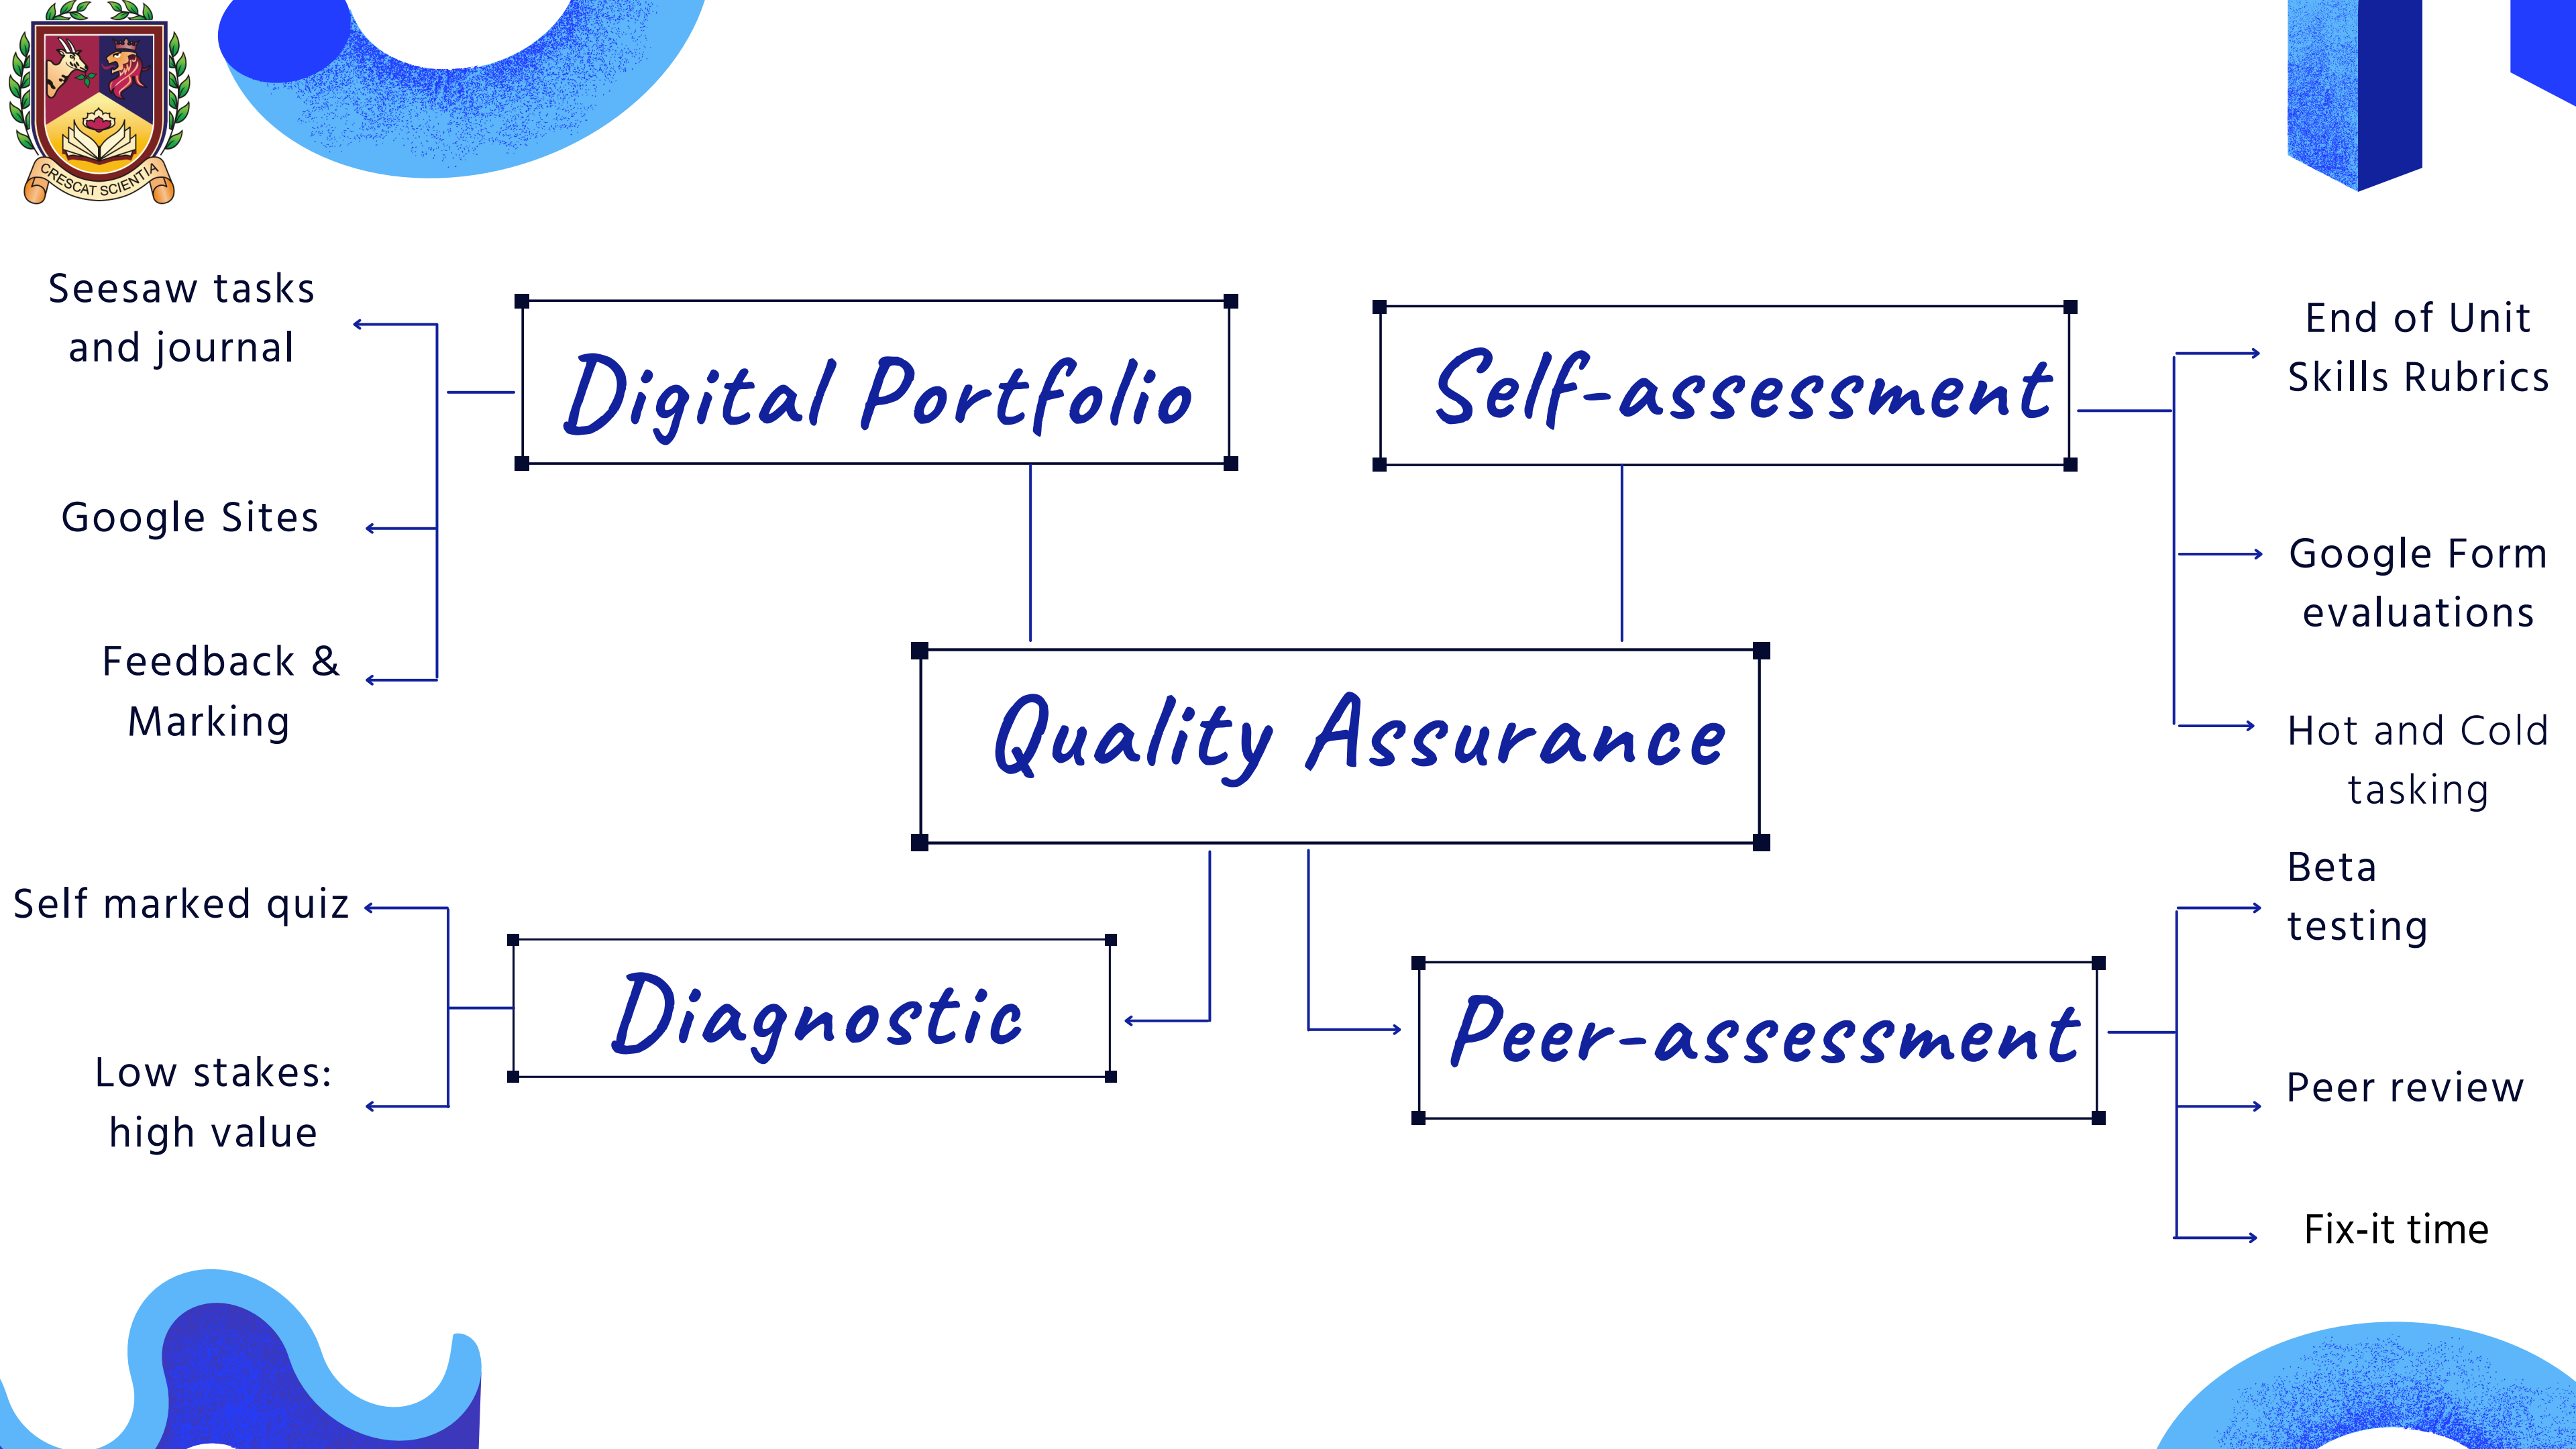 CRESCAT SCIENTIA
Seesaw tasks
and journal
Google Sites
Feedback &
Marking
Digital Portfolio
Self-assessment
End of Unit
Skills Rubrics
Google Form
evaluations
Hot and Cold
tasking
Quality Assurance
Self marked quiz
Low stakes:
high value
Diagnostic
Peer-assessment
Beta
testing
Peer review
Fix-it time